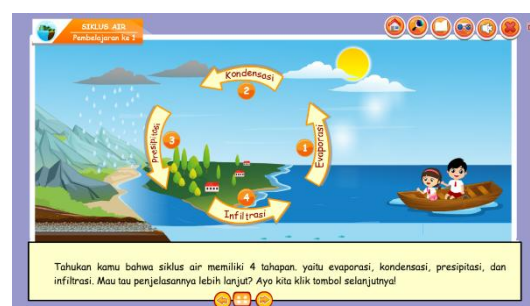 SIKLUS AIR
Pembelajaran ke 1
Kondensasi
2
Presipitasi
3
1
Evaporasi
4
Infiltrasi
Tahukan kamu bahwa siklus air memiliki 4 tahapan. yaitu evaporasi, kondensasi, presipitasi, dan
infiltrasi. Mau tau penjelasannya lebih lanjut? Ayo kita klik tombol selanjutnya!